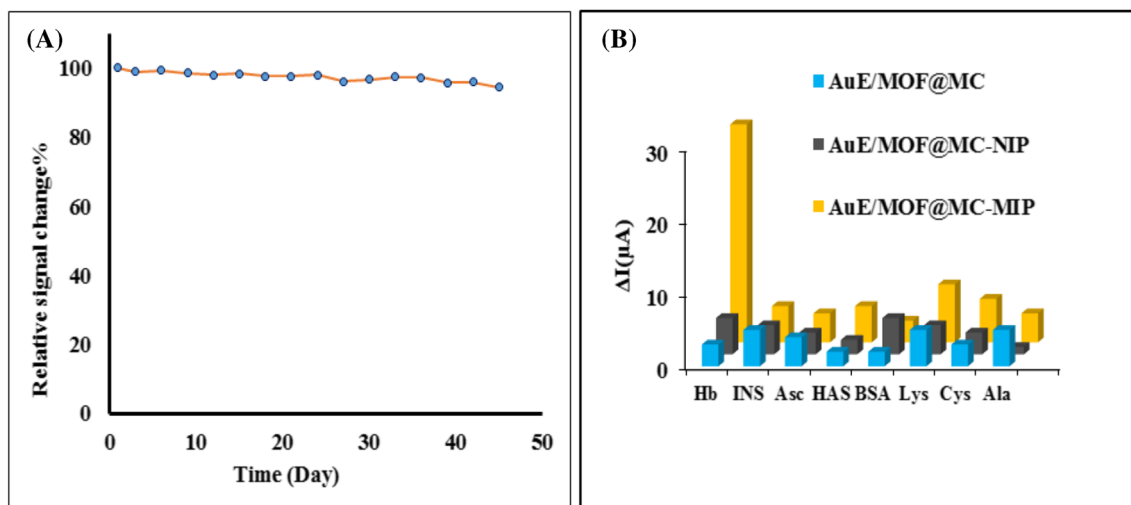 (A)
100
80
60
40
20
0
0 10 20 30 40 50
Time (Day)
Relative signal change%
(B)
AuE/MOF@MC
AuE/MOF@MC-NIP
AuE/MOF@MC-MIP
30
20
10
0
ΔI(μA)
Hb INS Asc HAS BSA Lys Cys Ala